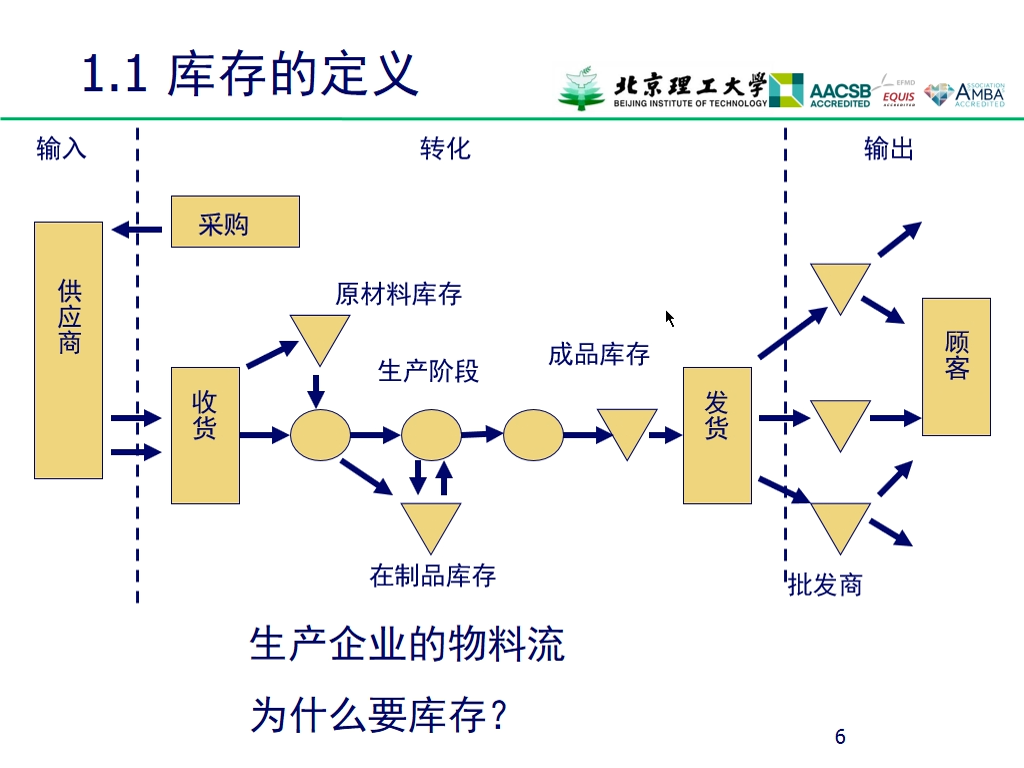 1.1 库存的定义
北京理工大学
BEIJING INSTITUTE OF TECHNOLOGY
AACSB
ACCREDITED
EFMD
EQUIS
ACCREDITED
ASSOCIATION
AMBA
ACCREDITED
输入
转化
输出
采购
供应商
原材料库存
生产阶段
成品库存
收货
发货
顾客
在制品库存
批发商
生产企业的物料流
为什么要库存?
6